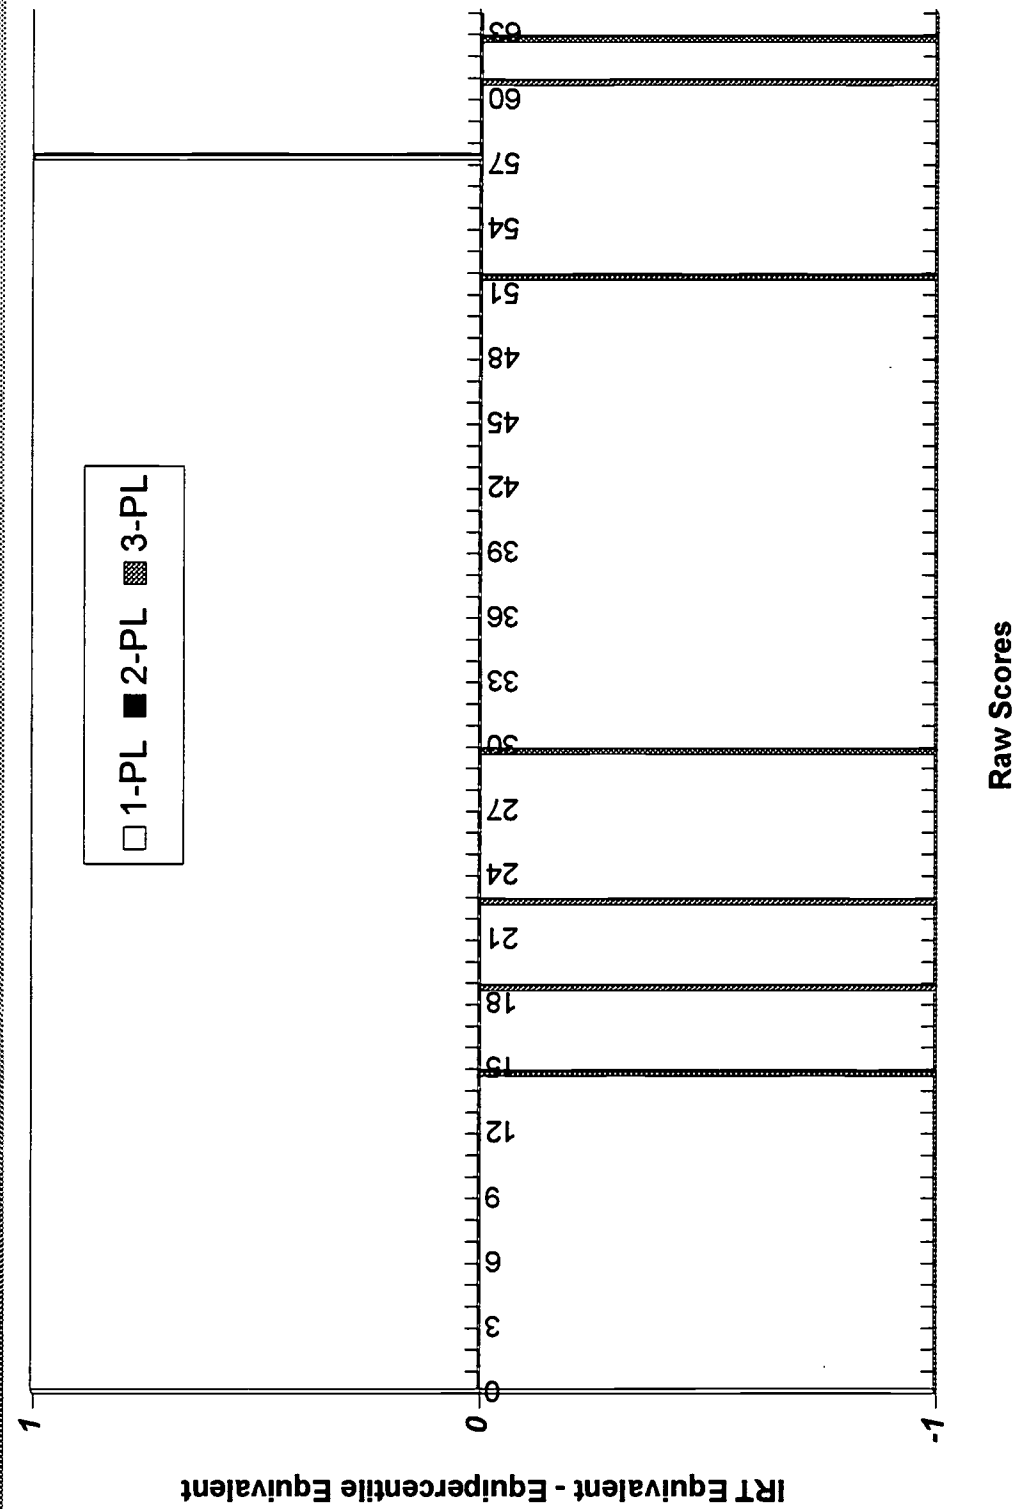 1-PL 2-PL 3-PL
IRT Equivalent - Equipercentile Equivalent
1
0
-1
0 3 6 9 12 15 18 21 24 27 30 33 36 39 42 45 48 51 54 57 60 63
Raw Scores